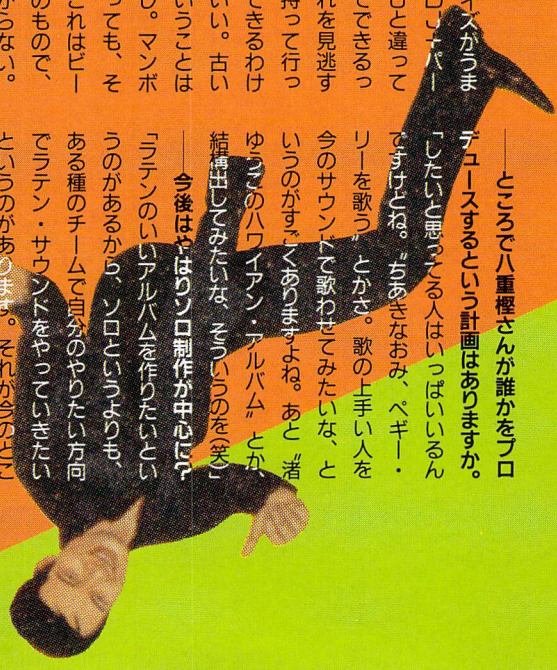 イズがうま
ーパー
と違って
でできるっ
れを見逃す
持って行っ
できるわけ
いい。古い
うことは
。マンボ
っても、そ
これはビー
のもので、
からない。
――ところで八重樫さんが誰かをプロ
デュースするという計画はありますか。
「したいと思ってる人はいっぱいいるん
ですけどね。〝ちあきなおみ、ペギー・
リーを歌う〟とかさ。歌の上手い人を
今のサウンドで歌わせてみたいな、と
いうのがすごくありますよね。あと〝渚
ゆうこのハワイアン・アルバム〟とか、
結構出してみたいな、そういうのを(笑)」
――今後はやはりソロ制作が中心に?
「ラテンのいいアルバムを作りたいとい
うのがあるから、ソロというよりも、
ある種のチームで自分のやりたい方向
でラテン・サウンドをやっていきたい
というのがあります。それが今のとこ